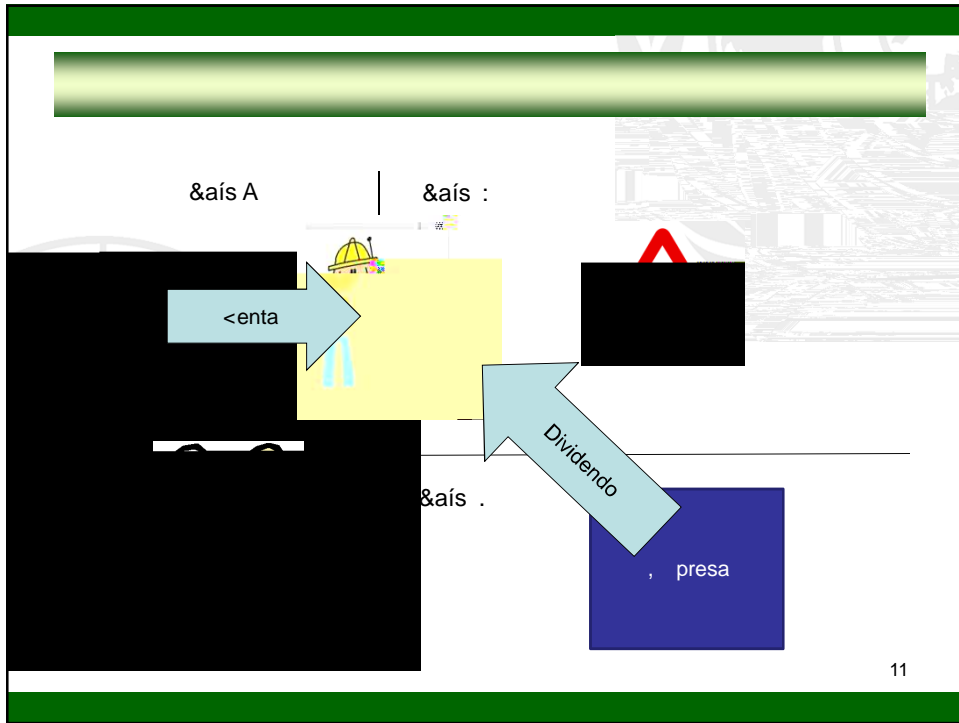 &aís A
&aís :
<enta
Dividendo
&aís .
, presa
11